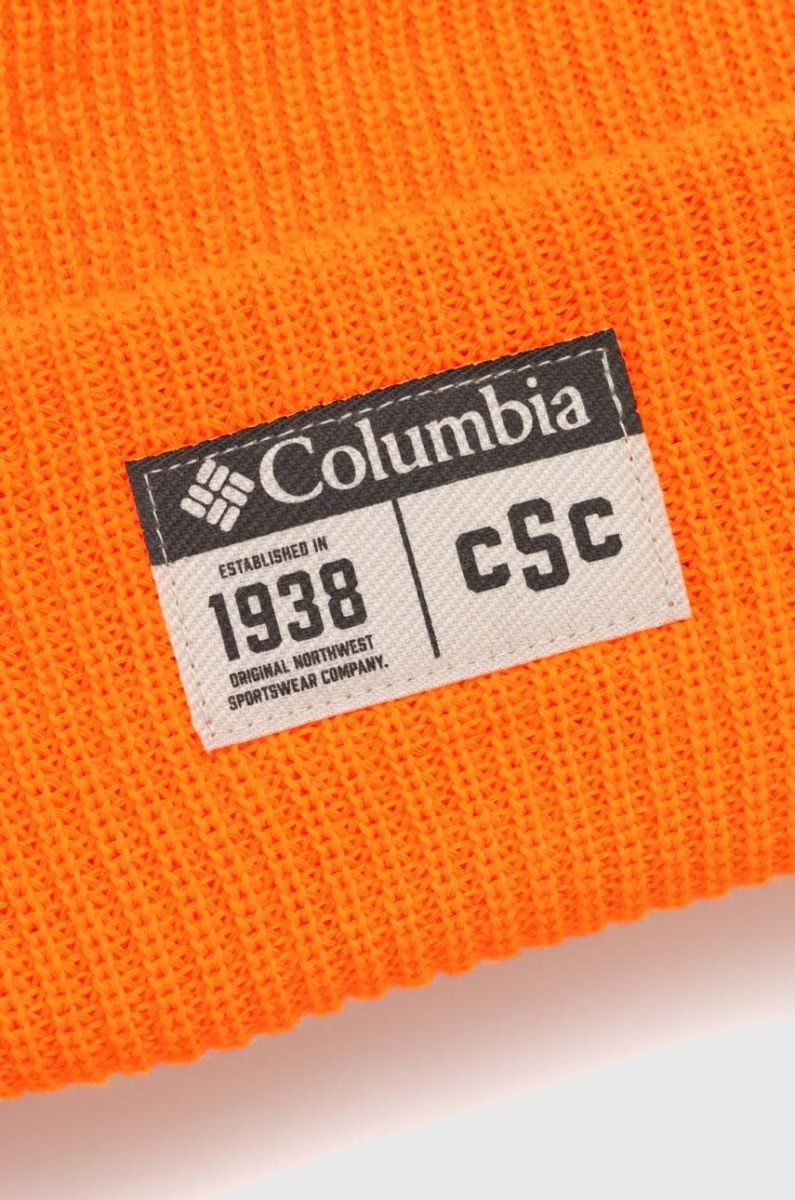 Columbia
ESTABLISHED IN
1938
ORIGINAL NORTHWEST
SPORTSWEAR COMPANY.
CSC